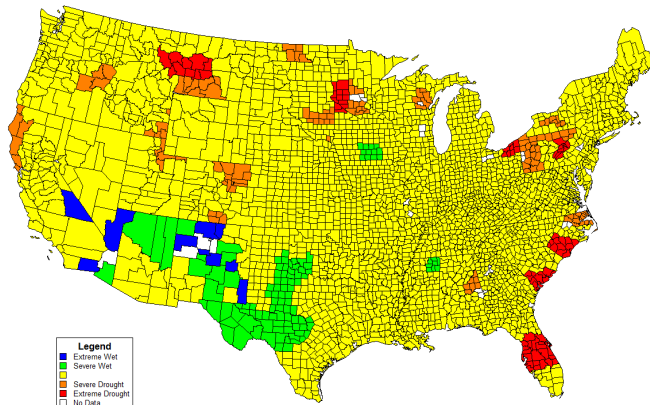 Legend
Extreme Wet
Severe Wet
Severe Drought
Extreme Drought
No Data